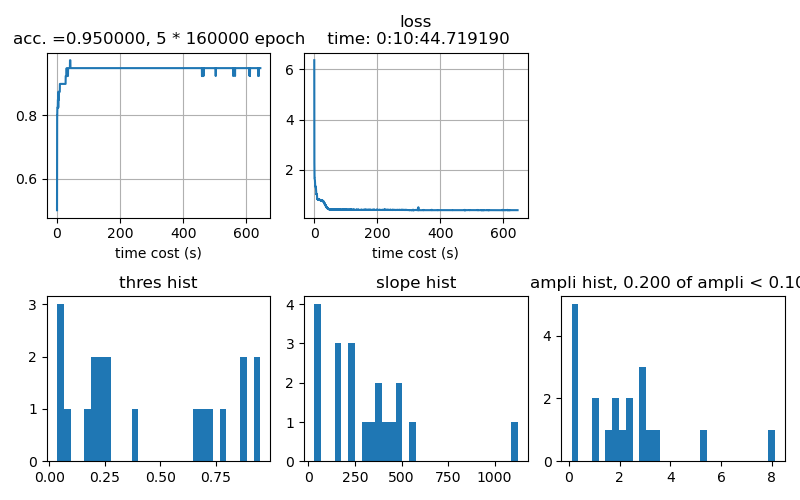 acc. =0.950000, 5 * 160000 epoch
loss
time: 0:10:44.719190
0.8
0.6
0 200 400 600
time cost (s)
6
4
2
0 200 400 600
time cost (s)
thres hist
3
2
1
0
0.00 0.25 0.50 0.75
slope hist
4
3
2
1
0
0 250 500 750 1000
ampli hist, 0.200 of ampli < 0.10
4
2
0
0 2 4 6 8